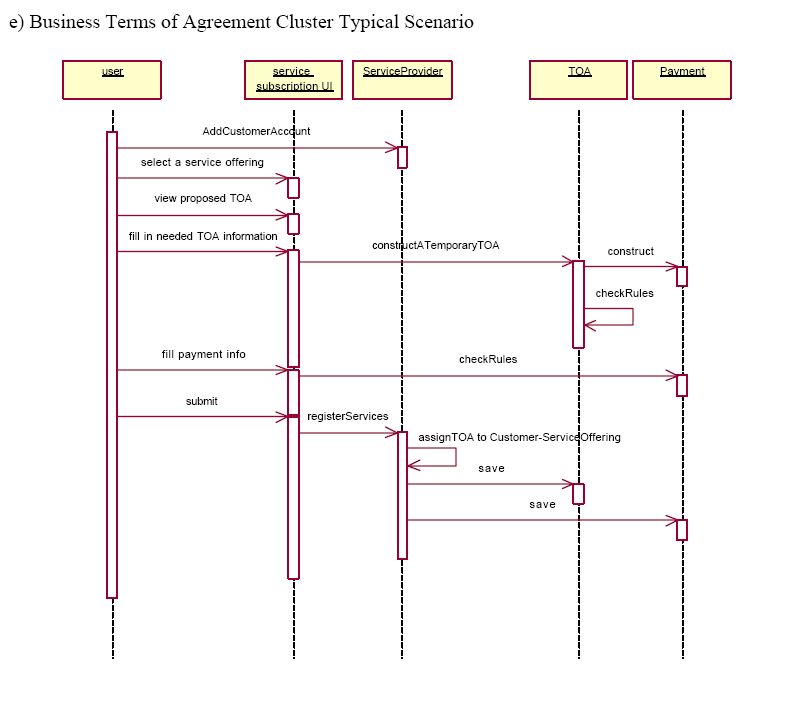 e) Business Terms of Agreement Cluster Typical Scenario
user
service
subscription UI
ServiceProvider
TOA
Payment
AddCustomerAccount
select a service offering
view proposed TOA
fill in needed TOA information
constructATemporaryTOA
construct
checkRules
fill payment info
checkRules
submit
registerServices
assignTOA to Customer-ServiceOffering
save
save